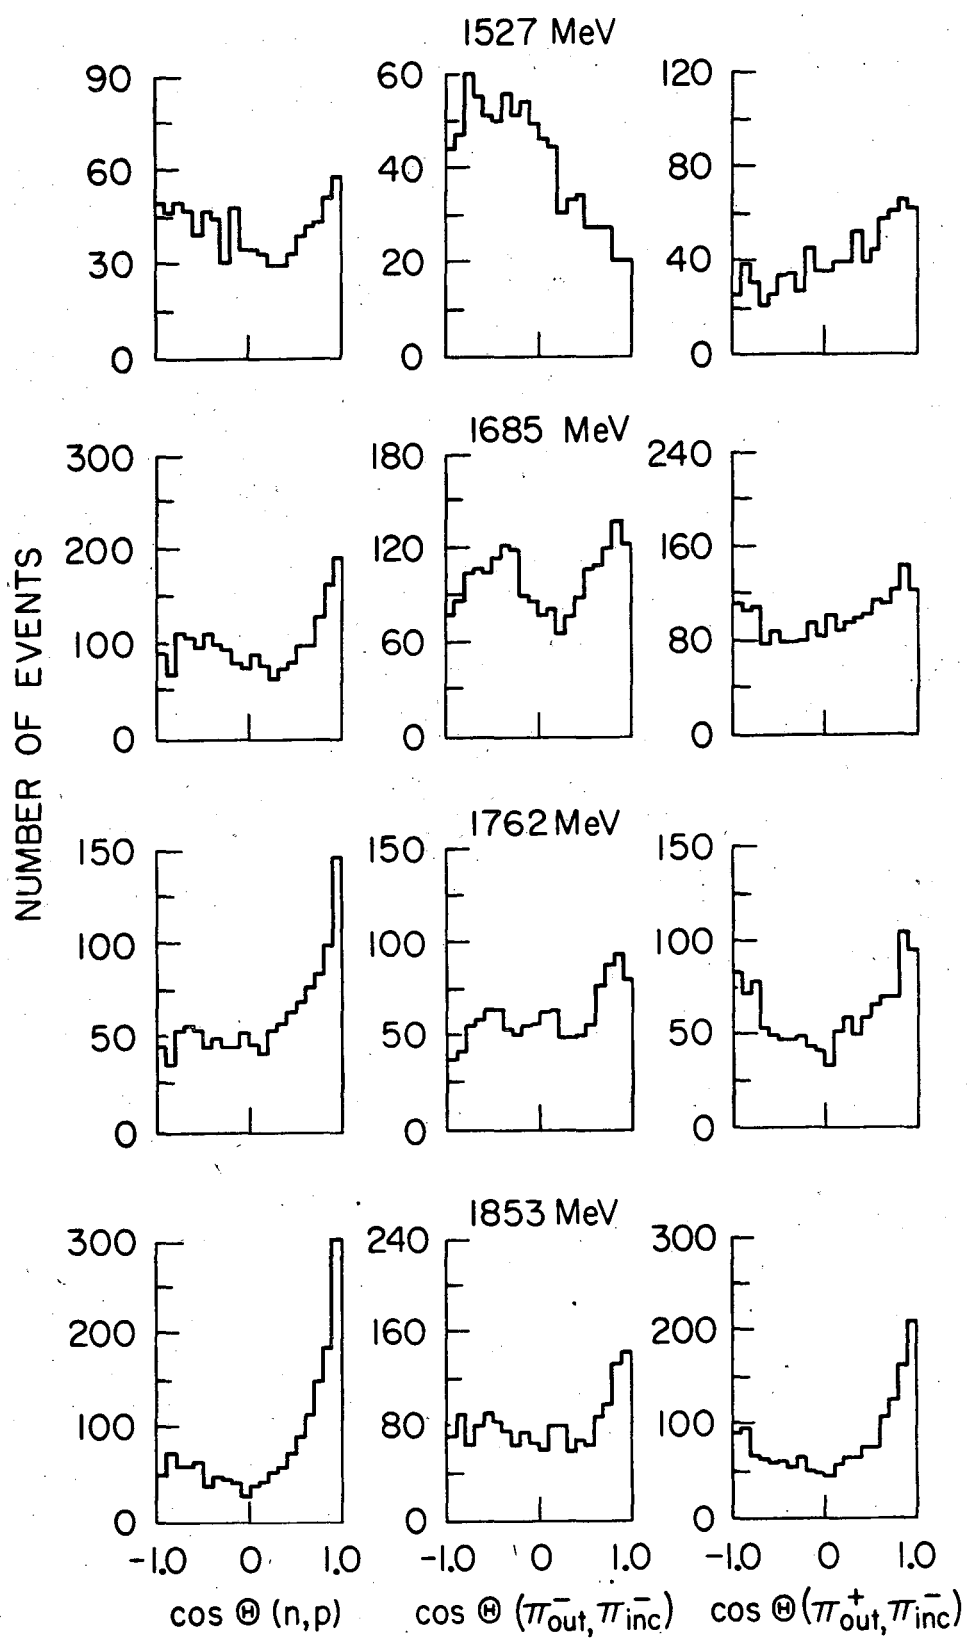 1527 MeV
90 60 30 0
60 40 20 0
120 80 40 0
1685 MeV
300 200 100 0
180 120 60 0
240 160 80 0
NUMBER OF EVENTS
1762 MeV
150 100 50 0
150 100 50 0
150 100 50 0
1853 MeV
300 200 100 0
240 160 80 0
300 200 100 0
-1.0 0 1.0 -1.0 0 1.0 -1.0 0 1.0
cos Θ (n,p) cos Θ (π⁻out, π⁻inc) cos Θ (π⁺out, π⁻inc)